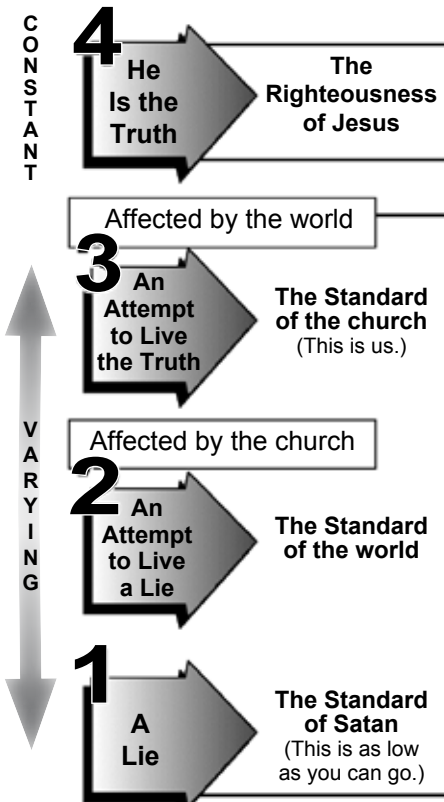 CONSTANT
4
He
Is the
Truth
The
Righteousness
of Jesus
Affected by the world
3
An
Attempt
to Live
the Truth
The Standard
of the church
(This is us.)
VARYING
Affected by the church
2
An
Attempt
to Live
a Lie
The Standard
of the world
1
A
Lie
The Standard
of Satan
(This is as low
as you can go.)